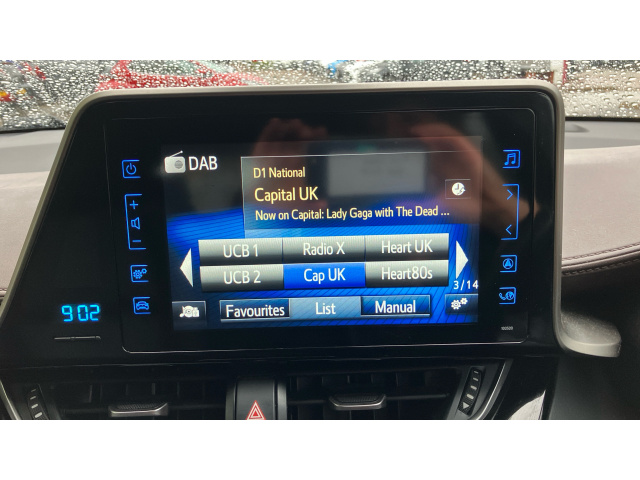 DAB
D1 National
Capital UK
Now on Capital: Lady Gaga with The Dead ...
UCB 1 Radio X Heart UK
UCB 2 Cap UK Heart80s
3/14
Favourites List Manual
9:02